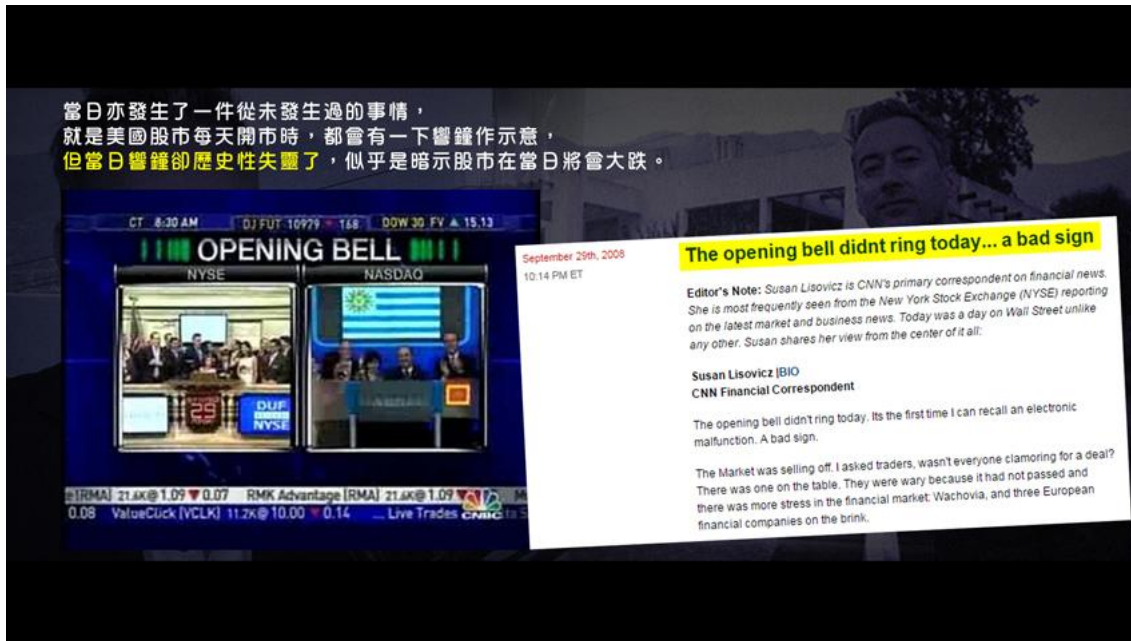 當日亦發生了一件從未發生過的事情，
就是美國股市每天開市時，都會有一下響鐘作示意，
但當日響鐘卻歷史性失靈了，似乎是暗示股市在當日將會大跌。
CT 8:30 AM DJ FUT 10979 ▼ 168 DOW 30 FV ▲ 15.13
OPENING BELL
NYSE NASDAQ
29
DUF
NYSE
RMA] 21.6K@1.09 ▼ 0.07 RMK Advantage [RMA] 21.6K@1.09
0.08 ValueClick [VCLK] 11.2K@10.00 ▼ 0.14 ... Live Trades
CNBC
September 29th, 2008
10:14 PM ET
The opening bell didnt ring today... a bad sign
Editor's Note: Susan Lisovicz is CNN's primary correspondent on financial news.
She is most frequently seen from the New York Stock Exchange (NYSE) reporting
on the latest market and business news. Today was a day on Wall Street unlike
any other. Susan shares her view from the center of it all:
Susan Lisovicz |BIO
CNN Financial Correspondent
The opening bell didn't ring today. Its the first time I can recall an electronic
malfunction. A bad sign.
The Market was selling off. I asked traders, wasn't everyone clamoring for a deal?
There was one on the table. They were wary because it had not passed and
there was more stress in the financial market: Wachovia, and three European
financial companies on the brink.